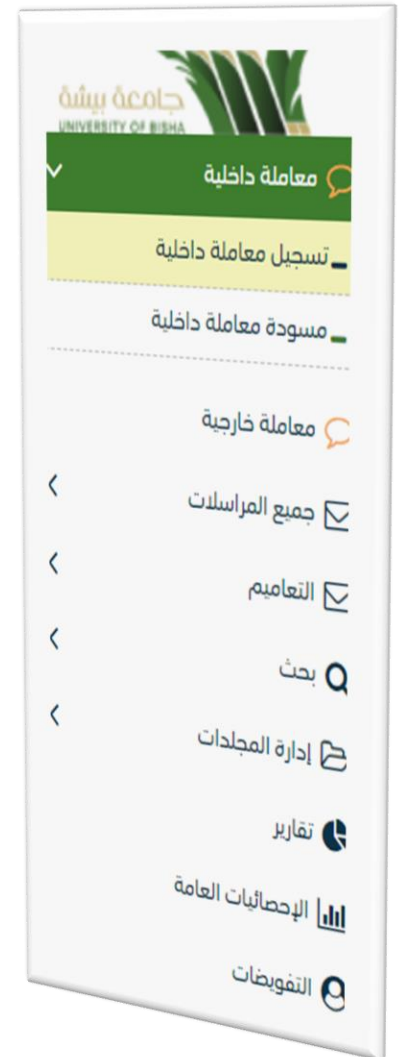 جامعة بيشة
UNIVERSITY OF BISHA
معاملة داخلية
تسجيل معاملة داخلية
مسودة معاملة داخلية
معاملة خارجية
جميع المراسلات
التعاميم
بحث
إدارة المجلدات
تقارير
الإحصائيات العامة
التفويضات